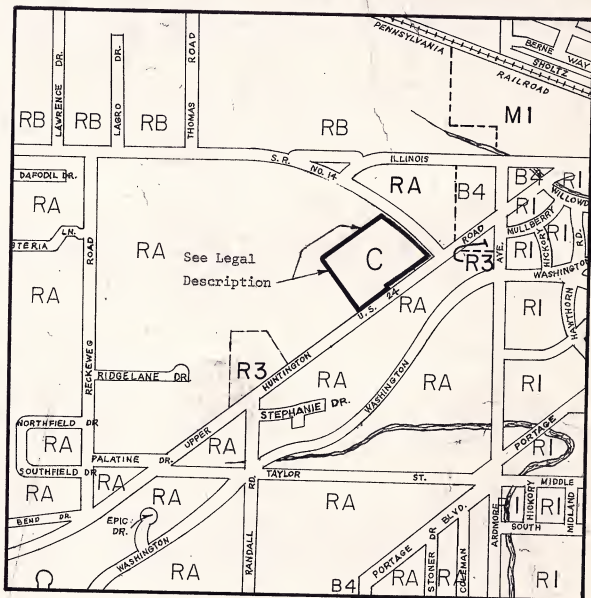 PENNSYLVANIA
RAILROAD
BERNE WAY
SHOLTZ
LAWRENCE DR.
LAGRO DR.
THOMAS ROAD
RB
RB
RB
RB
M1
S. R. NO. 14
ILLINOIS
DAFODIL DR.
RA
RA
B4
B4
RI
RI
MULLBERRY
HICKORY
RI
RD.
ROAD
AVE.
LN.
ROAD
RA
See Legal
Description
C
R3
RI
WASHINGTON
HAWTHORN
RA
U. S. 24
RA
RI
RECKEWEG
RIDGELANE DR.
R3
UPPER HUNTINGTON
RA
WASHINGTON
RA
RI
STEPHANIE DR.
NORTHFIELD DR
RA
PALATINE DR.
RA
PORTAGE
RI
SOUTHFIELD DR
TAYLOR ST.
RA
RA
RA
RA
MIDDLE
HICKORY
RI
MIDLAND
SOUTH
BEND DR.
EPIC DR.
WASHINGTON
RANDALL RD.
PORTAGE BLVD.
STONER DR
COLEMAN
ARDMORE
RA
B4
RA
RA
RI